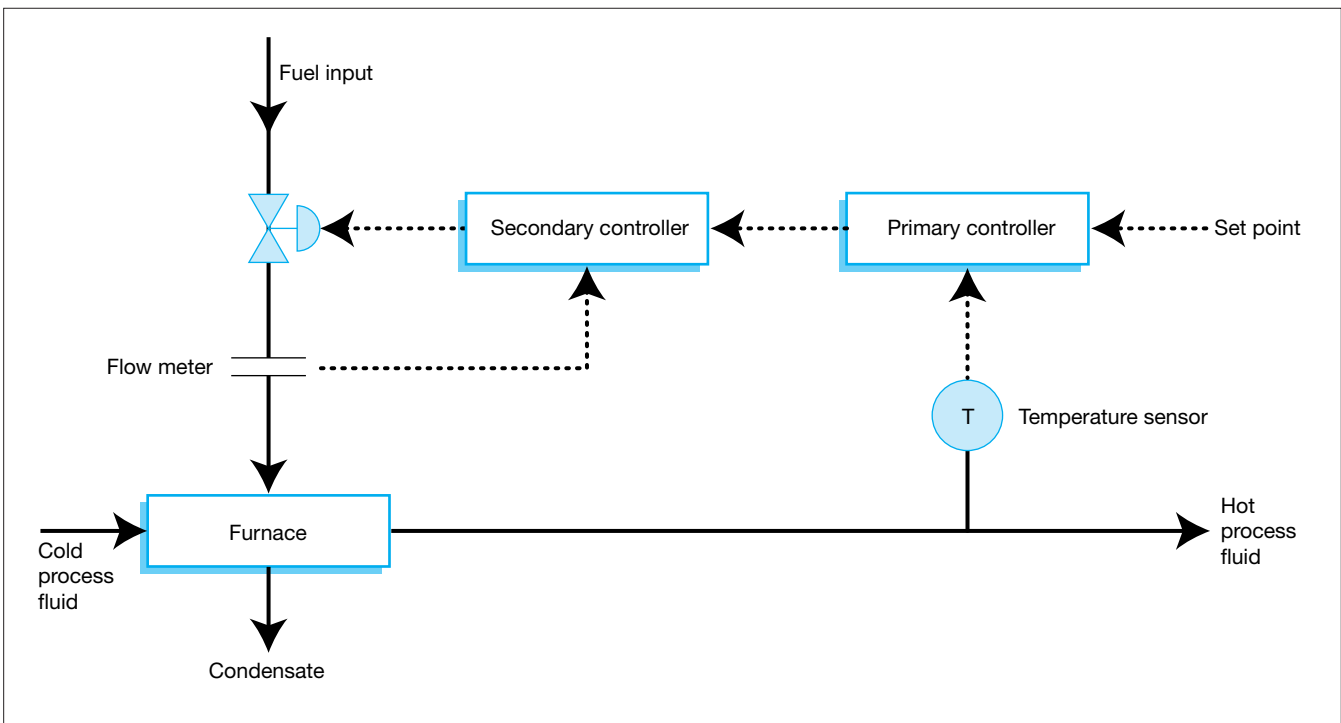 Fuel input
Secondary controller
Primary controller
Set point
Flow meter
T
Temperature sensor
Furnace
Cold
process
fluid
Hot
process
fluid
Condensate